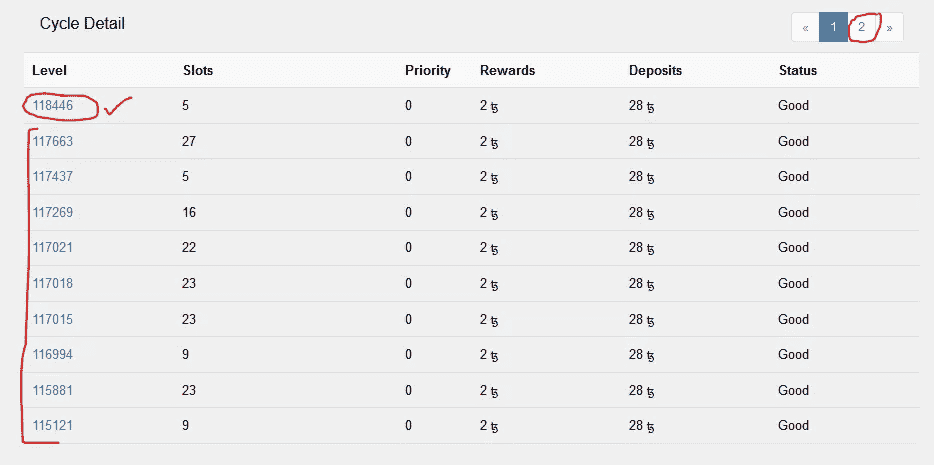 Cycle Detail
« 1 2 »
Level Slots Priority Rewards Deposits Status
118446 5 0 2 ꜩ 28 ꜩ Good
117663 27 0 2 ꜩ 28 ꜩ Good
117437 5 0 2 ꜩ 28 ꜩ Good
117269 16 0 2 ꜩ 28 ꜩ Good
117021 22 0 2 ꜩ 28 ꜩ Good
117018 23 0 2 ꜩ 28 ꜩ Good
117015 23 0 2 ꜩ 28 ꜩ Good
116994 9 0 2 ꜩ 28 ꜩ Good
115881 23 0 2 ꜩ 28 ꜩ Good
115121 9 0 2 ꜩ 28 ꜩ Good